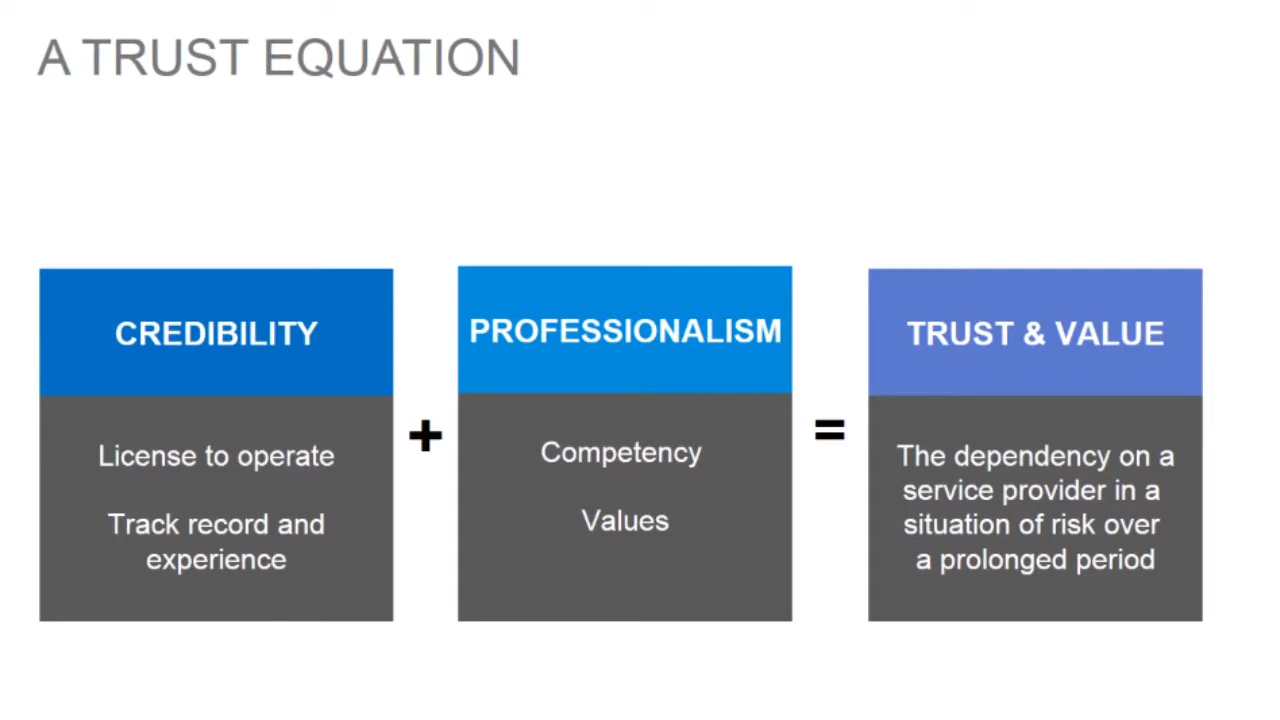 A TRUST EQUATION
CREDIBILITY
License to operate
Track record and
experience
+
PROFESSIONALISM
Competency
Values
=
TRUST & VALUE
The dependency on a
service provider in a
situation of risk over
a prolonged period